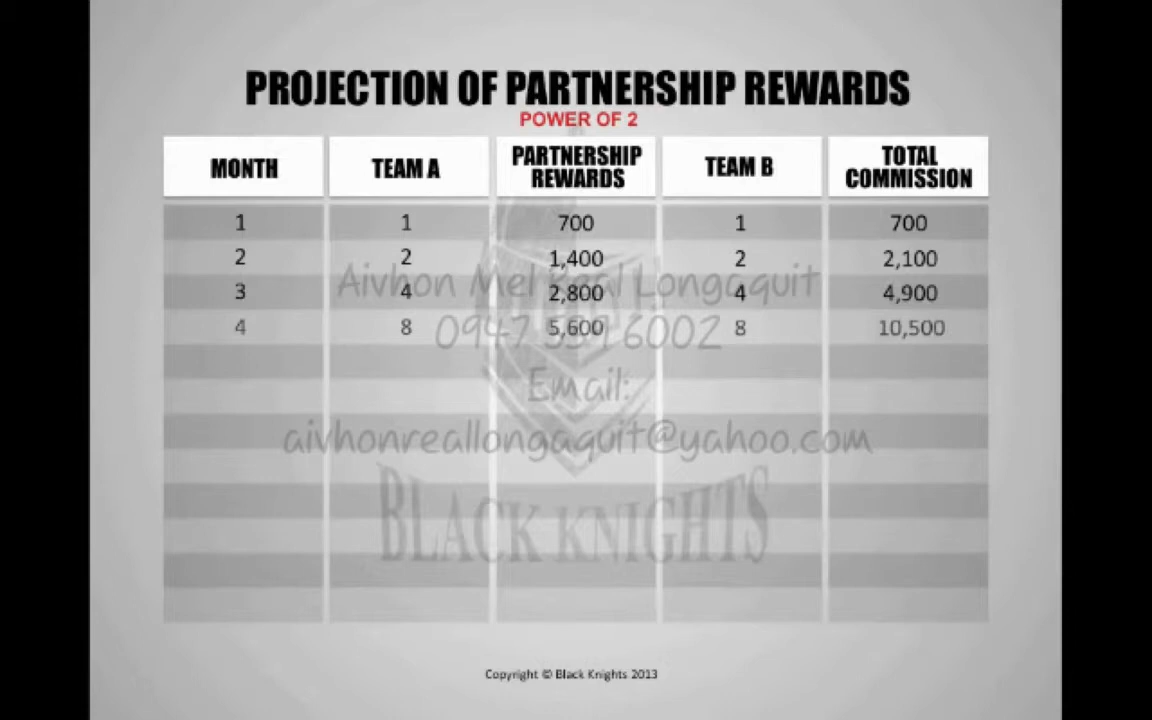 PROJECTION OF PARTNERSHIP REWARDS
POWER OF 2
MONTH TEAM A PARTNERSHIP REWARDS TEAM B TOTAL COMMISSION
1 1 700 1 700
2 2 1,400 2 2,100
3 4 2,800 4 4,900
4 8 5,600 8 10,500
Aivhon Mel Real Longaquit
Email:
aivhonreallongaquit@yahoo.com
BLACK KNIGHTS
Copyright © Black Knights 2013